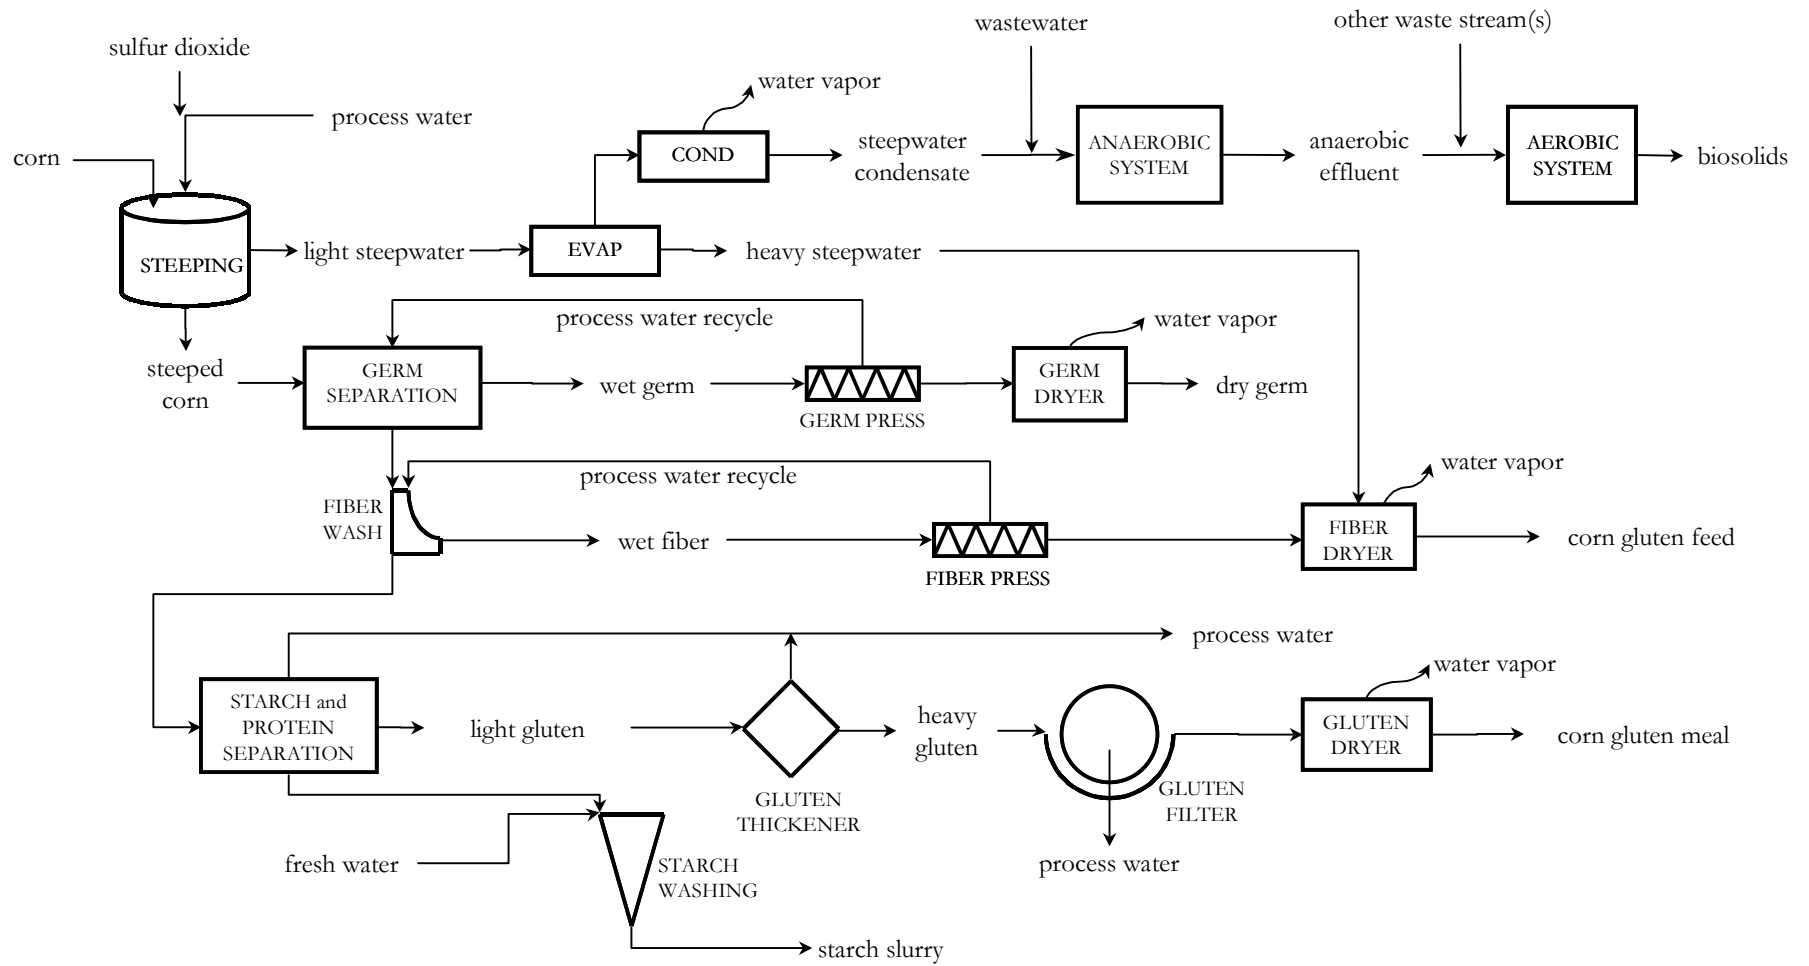 wastewater
other waste stream(s)
sulfur dioxide
water vapor
process water
corn
COND
steepwater
condensate
ANAEROBIC
SYSTEM
anaerobic
effluent
AEROBIC
SYSTEM
biosolids
STEEPING
light steepwater
EVAP
heavy steepwater
process water recycle
water vapor
steeped
corn
GERM
SEPARATION
wet germ
GERM PRESS
GERM
DRYER
dry germ
process water recycle
water vapor
FIBER
WASH
wet fiber
FIBER PRESS
FIBER
DRYER
corn gluten feed
process water
water vapor
STARCH and
PROTEIN
SEPARATION
light gluten
GLUTEN
THICKENER
heavy
gluten
GLUTEN
FILTER
GLUTEN
DRYER
corn gluten meal
process water
fresh water
STARCH
WASHING
starch slurry